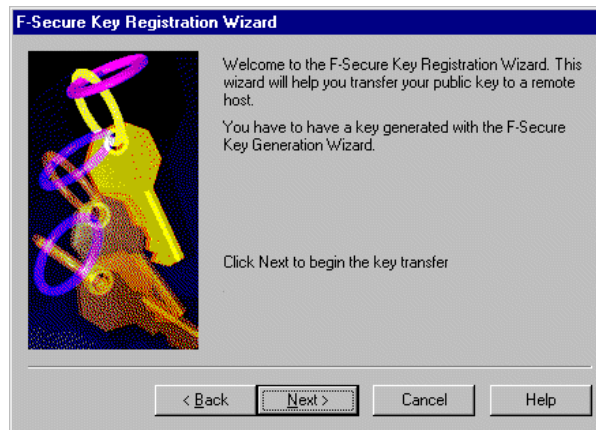 F-Secure Key Registration Wizard
Welcome to the F-Secure Key Registration Wizard. This
wizard will help you transfer your public key to a remote
host.
You have to have a key generated with the F-Secure
Key Generation Wizard.
Click Next to begin the key transfer
< Back
Next >
Cancel
Help